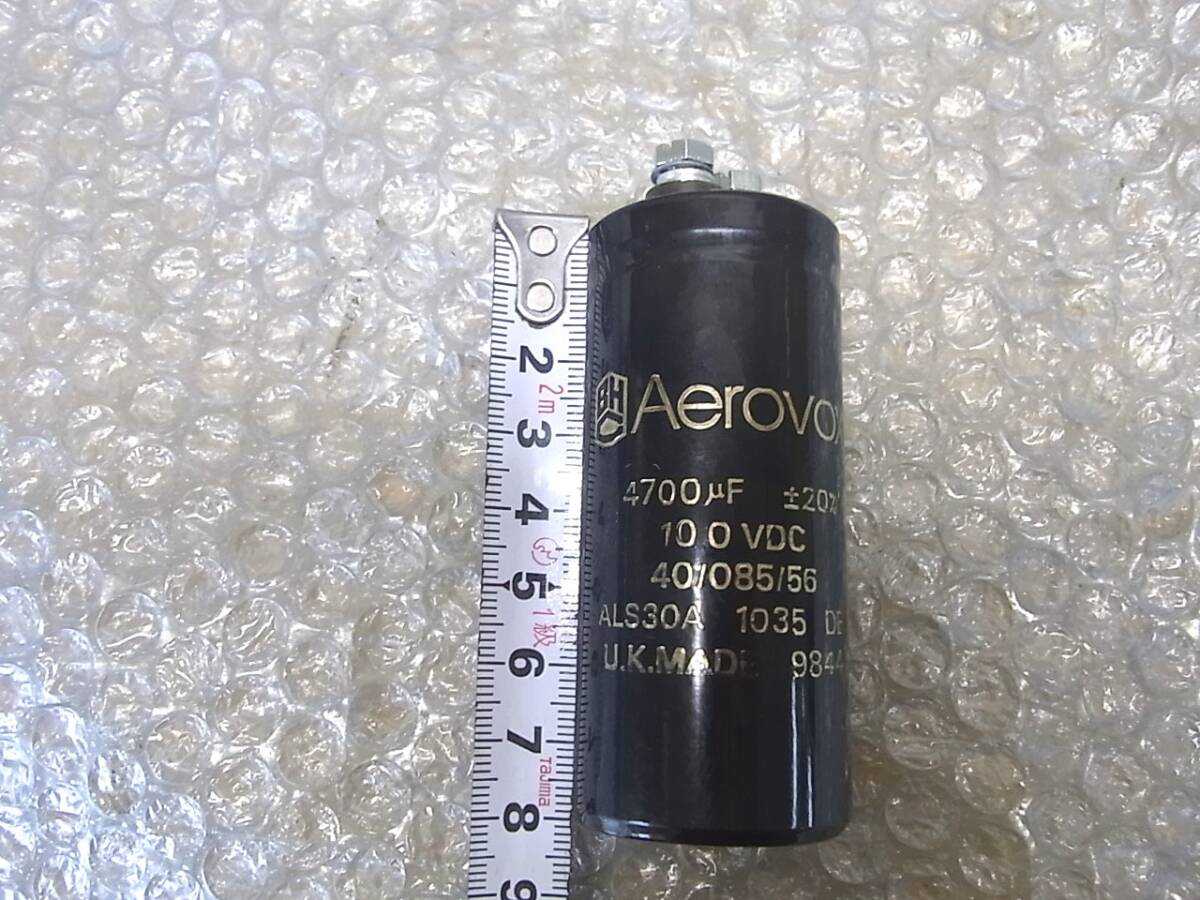 BH Aerovox
4700µF ±20%
100 VDC
40/085/56
ALS30A 1035 DE
U.K.MADE 9844
2
2m
3
4
5
1級
6
7
Tajima
8
9